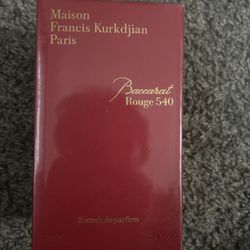 Maison
Francis Kurkdjian
Paris
Baccarat
Rouge 540
Extrait de parfum